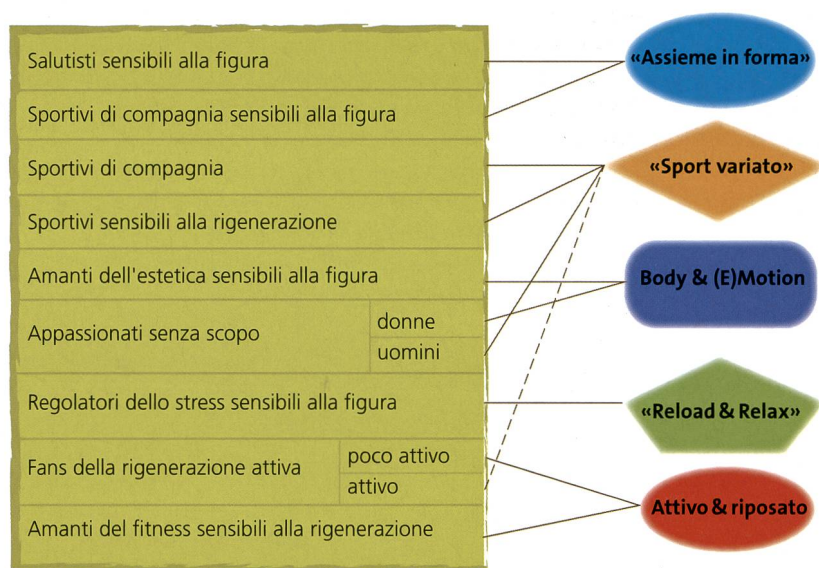 Salutisti sensibili alla figura
Sportivi di compagnia sensibili alla figura
Sportivi di compagnia
Sportivi sensibili alla rigenerazione
Amanti dell'estetica sensibili alla figura
Appassionati senza scopo
donne
uomini
Regolatori dello stress sensibili alla figura
Fans della rigenerazione attiva
poco attivo
attivo
Amanti del fitness sensibili alla rigenerazione
«Assieme in forma»
«Sport variato»
Body & (E)Motion
«Reload & Relax»
Attivo & riposato